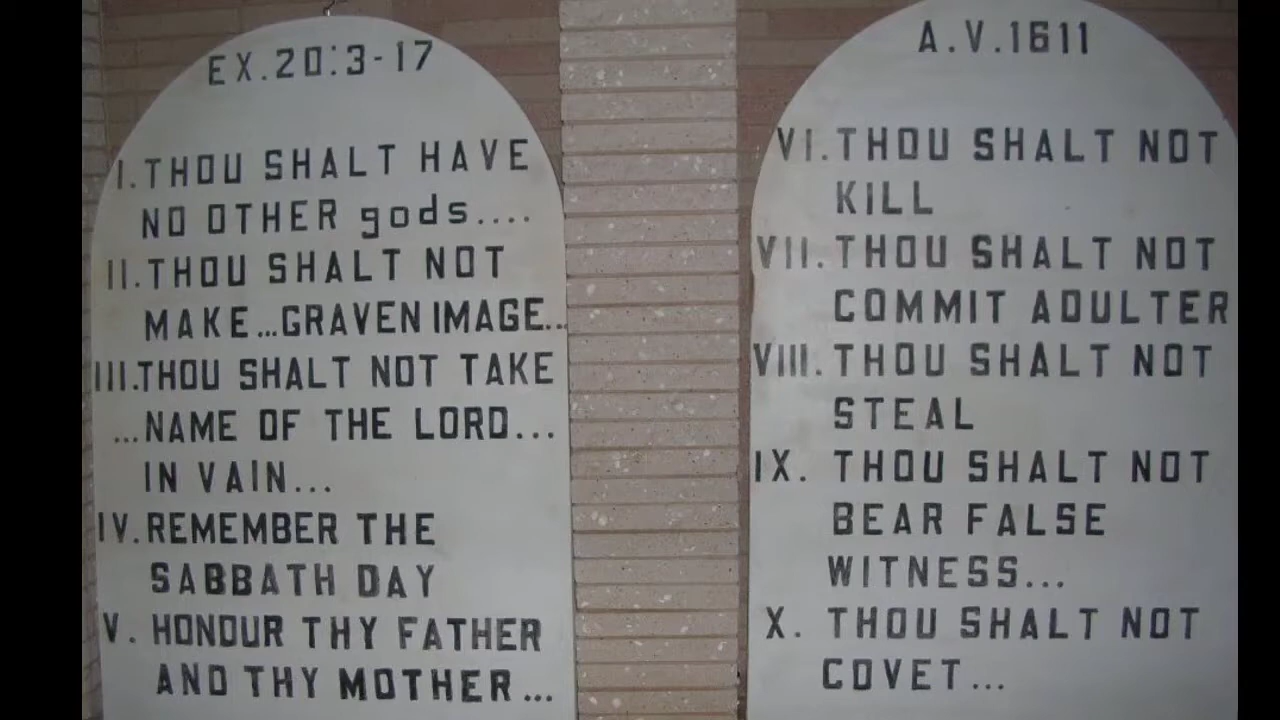 EX.20:3-17
I. THOU SHALT HAVE
NO OTHER gods....
II. THOU SHALT NOT
MAKE...GRAVEN IMAGE...
III. THOU SHALT NOT TAKE
...NAME OF THE LORD...
IN VAIN...
IV. REMEMBER THE
SABBATH DAY
V. HONOUR THY FATHER
AND THY MOTHER...
A.V.1611
VI. THOU SHALT NOT
KILL
VII. THOU SHALT NOT
COMMIT ADULTER
VIII. THOU SHALT NOT
STEAL
IX. THOU SHALT NOT
BEAR FALSE
WITNESS...
X. THOU SHALT NOT
COVET...